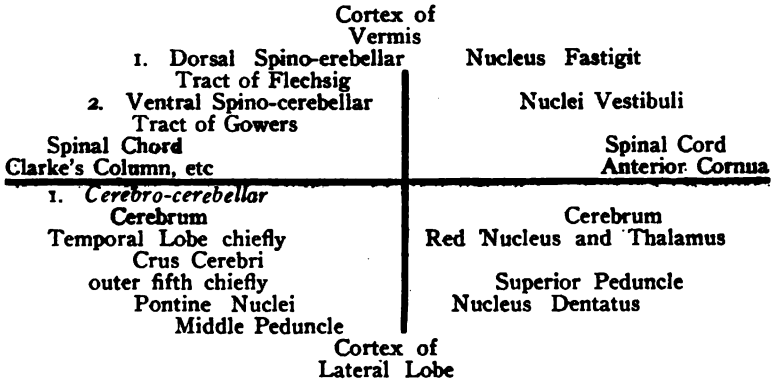 Cortex of
Vermis
1. Dorsal Spino-erebellar Nucleus Fastigit
Tract of Flechsig
2. Ventral Spino-cerebellar Nuclei Vestibuli
Tract of Gowers
Spinal Chord Spinal Cord
Clarke's Column, etc Anterior Cornua
1. Cerebro-cerebellar
Cerebrum Cerebrum
Temporal Lobe chiefly Red Nucleus and Thalamus
Crus Cerebri
outer fifth chiefly Superior Peduncle
Pontine Nuclei Nucleus Dentatus
Middle Peduncle
Cortex of
Lateral Lobe